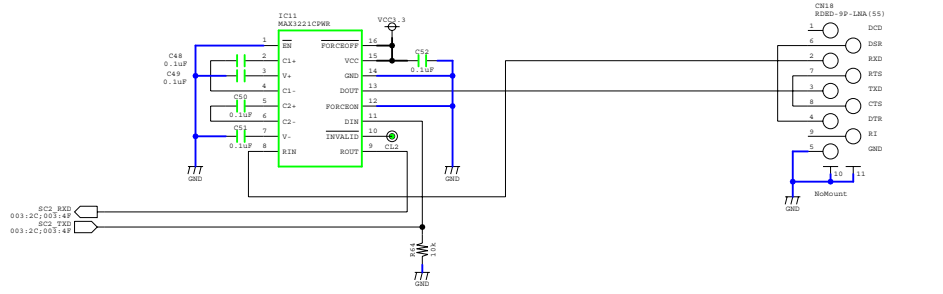 IC11
MAX3221CPWR
VCC3.3
CN18
RDED-9P-LNA(55)
1 EN FORCEOFF 16
2 C1+ VCC 15
3 V+ GND 14
4 C1- DOUT 13
5 C2+ FORCEON 12
6 C2- DIN 11
7 V- INVALID 10
8 RIN ROUT 9
C48
0.1uF
C49
0.1uF
C50
0.1uF
C51
0.1uF
C52
0.1uF
CL2
GND
GND
1 DCD
6 DSR
2 RXD
7 RTS
3 TXD
8 CTS
4 DTR
9 RI
5 GND
10 11
NoMount
GND
SC2_RXD
003:2C;003:4F
SC2_TXD
003:2C;003:4F
R64
10k
GND